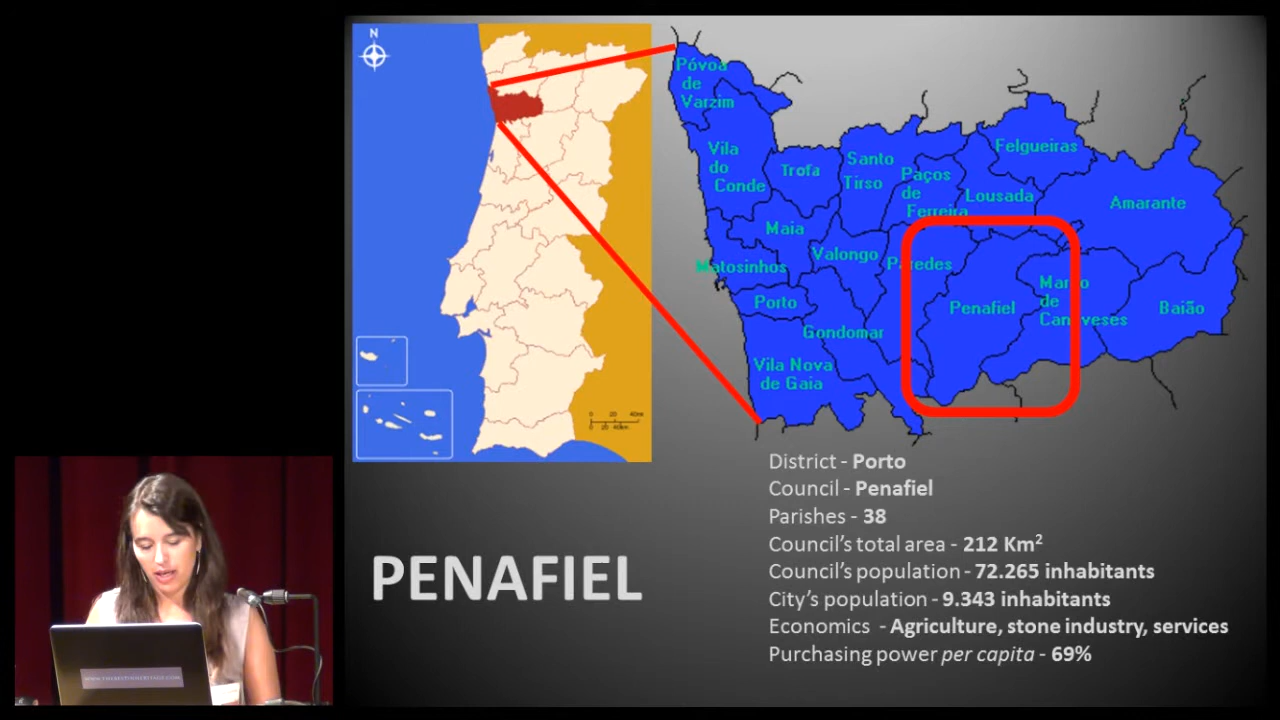 N
Póvoa
de
Varzim
Vila
do
Conde
Trofa
Santo
Tirso
Paços
de
Ferreira
Felgueiras
Lousada
Amarante
Maia
Matosinhos
Valongo
Paredes
Porto
Gondomar
Penafiel
Marco
de
Canaveses
Baião
Vila Nova
de Gaia
District - Porto
Council - Penafiel
Parishes - 38
Council's total area - 212 Km²
Council's population - 72.265 inhabitants
City's population - 9.343 inhabitants
Economics - Agriculture, stone industry, services
Purchasing power per capita - 69%
PENAFIEL